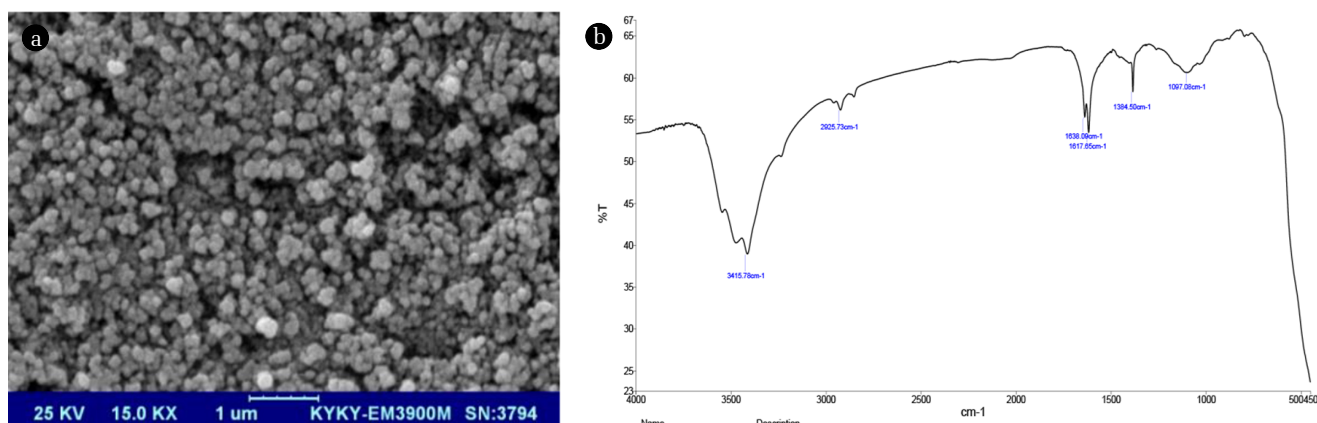 a
25 KV 15.0 KX 1 um KYKY-EM3900M SN:3794
b
67
65
60
55
50
45
40
35
30
25
23
%T
2925.73cm-1
3415.78cm-1
1638.09cm-1
1617.65cm-1
1384.50cm-1
1097.08cm-1
4000 3500 3000 2500 2000 1500 1000 500450
cm-1
Name Description